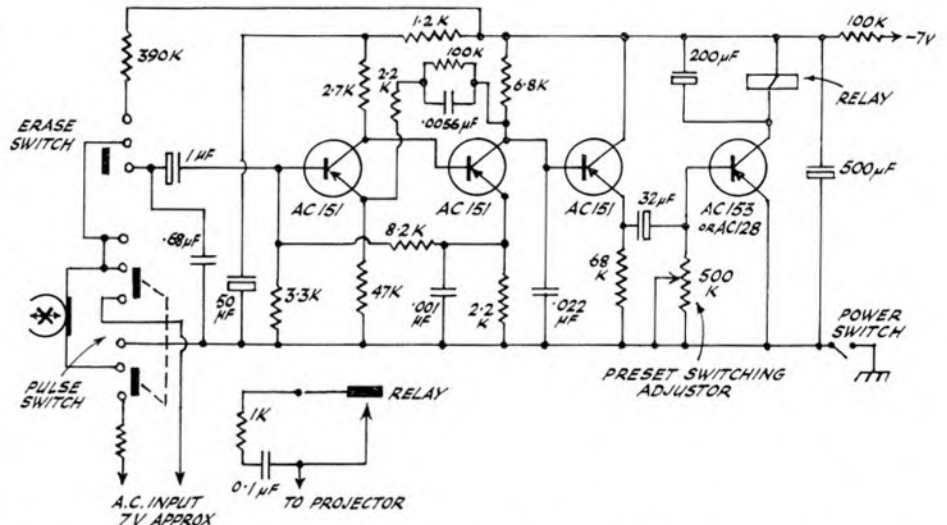 390K
1.2K
100K
2.2
K
2.7K
6.8K
.0056µF
200µF
100K
-7V
RELAY
ERASE
SWITCH
1µF
AC151
AC151
AC151
32µF
AC153
OR AC128
500µF
.68µF
8.2K
50
µF
3.3K
47K
.001
µF
2.2
K
.022
µF
68
K
500
K
POWER
SWITCH
PULSE
SWITCH
PRESET SWITCHING
ADJUSTOR
RELAY
1K
0.1µF
TO PROJECTOR
A.C. INPUT
7V APPROX